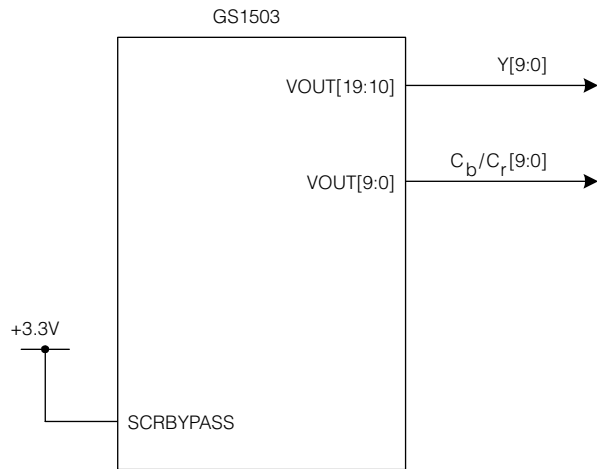 GS1503
VOUT[19:10]
Y[9:0]
VOUT[9:0]
Cb/Cr[9:0]
+3.3V
SCRBYPASS